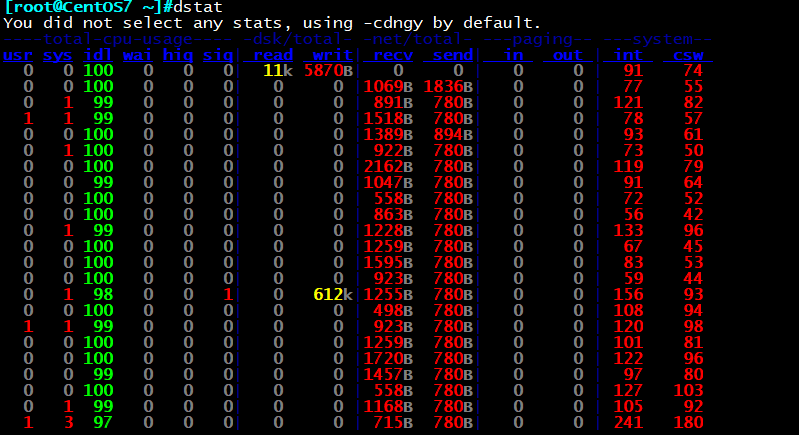 [root@CentOS7 ~]#dstat
You did not select any stats, using -cdngy by default.
----total-cpu-usage---- -dsk/total- -net/total- ---paging-- ---system--
usr sys idl wai hiq siq| read  writ| recv  send|  in   out | int   csw
  0   0 100   0   0   0|  11k 5870B|   0     0 |   0     0 |  91    74
  0   0 100   0   0   0|   0     0 |1069B 1836B|   0     0 |  77    55
  0   1  99   0   0   0|   0     0 | 891B  780B|   0     0 | 121    82
  1   1  99   0   0   0|   0     0 |1518B  780B|   0     0 |  78    57
  0   0 100   0   0   0|   0     0 |1389B  894B|   0     0 |  93    61
  0   1 100   0   0   0|   0     0 | 922B  780B|   0     0 |  73    50
  0   0 100   0   0   0|   0     0 |2162B  780B|   0     0 | 119    79
  0   0  99   0   0   0|   0     0 |1047B  780B|   0     0 |  91    64
  0   0 100   0   0   0|   0     0 | 558B  780B|   0     0 |  72    52
  0   0 100   0   0   0|   0     0 | 863B  780B|   0     0 |  56    42
  0   1  99   0   0   0|   0     0 |1228B  780B|   0     0 | 133    96
  0   0 100   0   0   0|   0     0 |1259B  780B|   0     0 |  67    45
  0   0 100   0   0   0|   0     0 |1595B  780B|   0     0 |  83    53
  0   0 100   0   0   0|   0     0 | 923B  780B|   0     0 |  59    44
  0   1  98   0   0   1|   0   612k|1255B  780B|   0     0 | 156    93
  0   0 100   0   0   0|   0     0 | 498B  780B|   0     0 | 108    94
  1   1  99   0   0   0|   0     0 | 923B  780B|   0     0 | 120    98
  0   0 100   0   0   0|   0     0 |1259B  780B|   0     0 | 101    81
  0   0 100   0   0   0|   0     0 |1720B  780B|   0     0 | 122    96
  0   0  99   0   0   0|   0     0 |1457B  780B|   0     0 |  97    80
  0   0 100   0   0   0|   0     0 | 558B  780B|   0     0 | 127   103
  0   1  99   0   0   0|   0     0 |1168B  780B|   0     0 | 105    92
  1   3  97   0   0   0|   0     0 | 715B  780B|   0     0 | 241   180